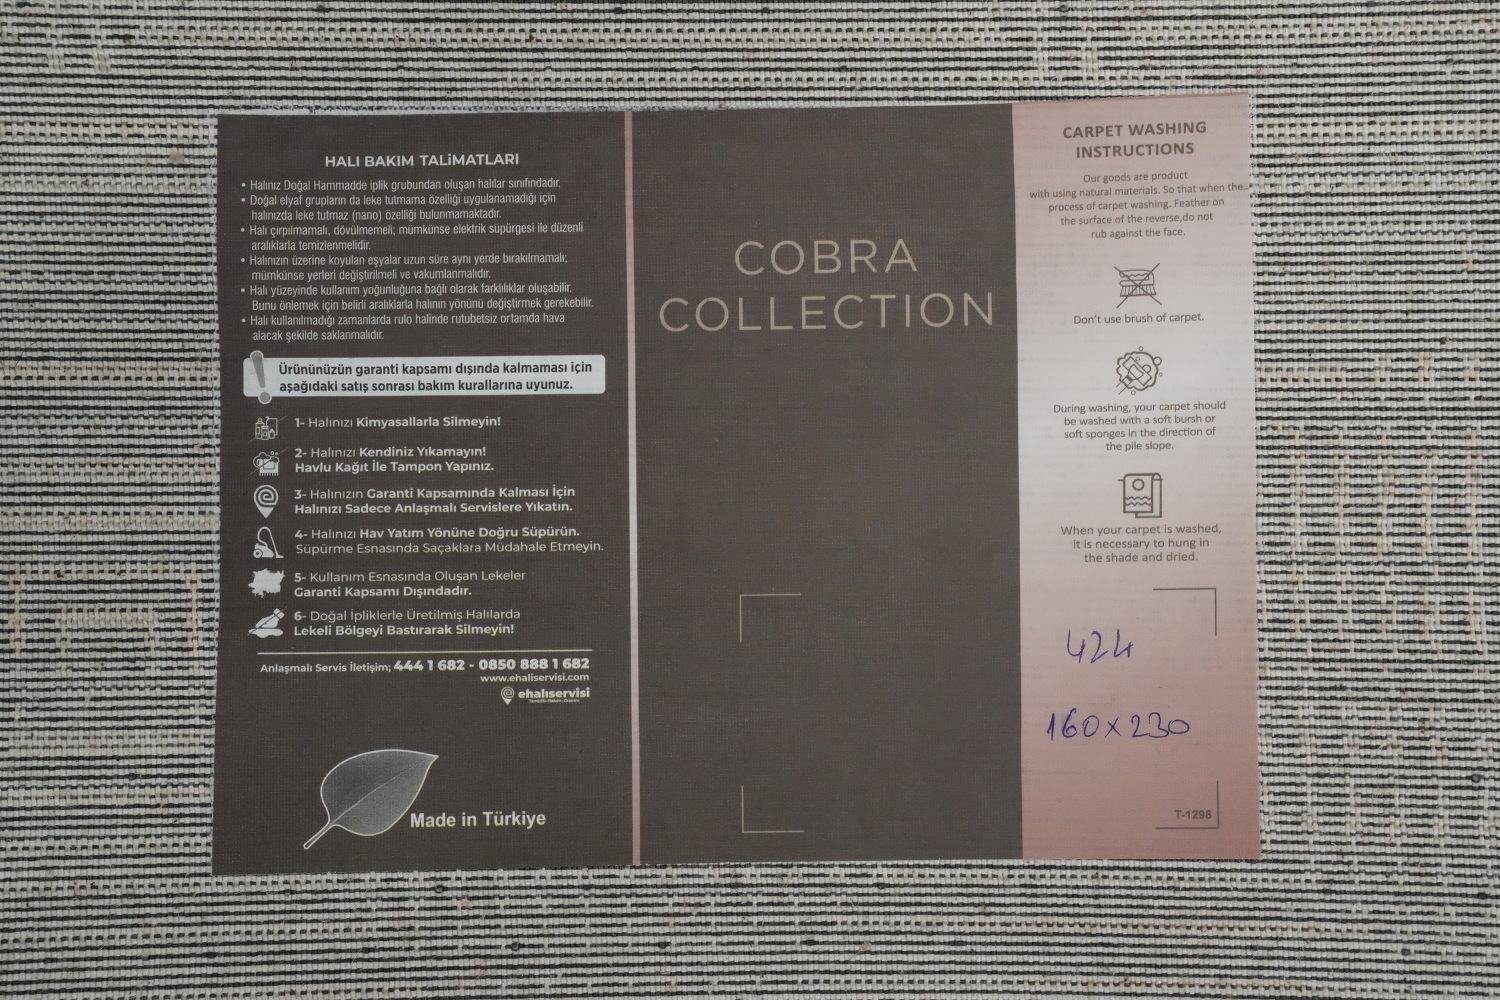 HALI BAKIM TALiMATLARI
• Halınız Doğal Hammadde iplik grubundan oluşan halılar sınıfındadır.
• Doğal elyaf grupların da leke tutmama özelliği uygulanamadığı için
halınızda leke tutmaz (nano) özelliği bulunmamaktadır.
• Halı çırpılmamalı, dövülmemeli; mümkünse elektrik süpürgesi ile düzenli
aralıklarla temizlenmelidir.
• Halınızın üzerine koyulan eşyalar uzun süre aynı yerde bırakılmamalı;
mümkünse yerleri değiştirilmeli ve vakumlanmalıdır.
• Halı yüzeyinde kullanım yoğunluğuna bağlı olarak farklılıklar oluşabilir.
Bunu önlemek için belirli aralıklarla halının yönünü değiştirmek gerekebilir.
• Halı kullanılmadığı zamanlarda rulo halinde rutubetsiz ortamda hava
alacak şekilde saklanmalıdır.
Ürününüzün garanti kapsamı dışında kalmaması için
aşağıdaki satış sonrası bakım kurallarına uyunuz.
1- Halınızı Kimyasallarla Silmeyin!
2- Halınızı Kendiniz Yıkamayın!
Havlu Kağıt İle Tampon Yapınız.
3- Halınızın Garanti Kapsamında Kalması İçin
Halınızı Sadece Anlaşmalı Servislere Yıkatın.
4- Halınızı Hav Yatım Yönüne Doğru Süpürün.
Süpürme Esnasında Saçaklara Müdahale Etmeyin.
5- Kullanım Esnasında Oluşan Lekeler
Garanti Kapsamı Dışındadır.
6- Doğal İpliklerle Üretilmiş Halılarda
Lekeli Bölgeyi Bastırarak Silmeyin!
Anlaşmalı Servis İletişim; 444 1 682 - 0850 888 1 682
www.ehaliservisi.com
ehalıservisi
Made in Türkiye
COBRA
COLLECTION
CARPET WASHING
INSTRUCTIONS
Our goods are product
with using natural materials. So that when the..
process of carpet washing. Feather on
the surface of the reverse,do not
rub against the face.
Don't use brush of carpet.
During washing, your carpet should
be washed with a soft bursh or
soft sponges in the direction of
the pile slope.
When your carpet is washed,
it is necessary to hung in
the shade and dried.
424
160x230
T-1298